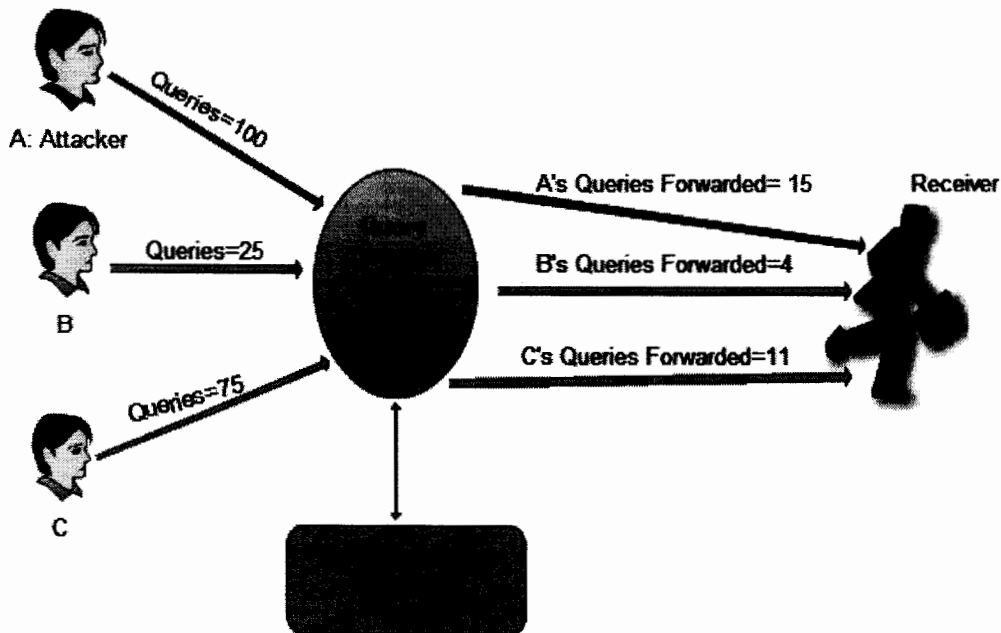 Queries=100
A: Attacker
A's Queries Forwarded= 15
Receiver
Queries=25
B's Queries Forwarded=4
B
C's Queries Forwarded=11
Queries=75
C